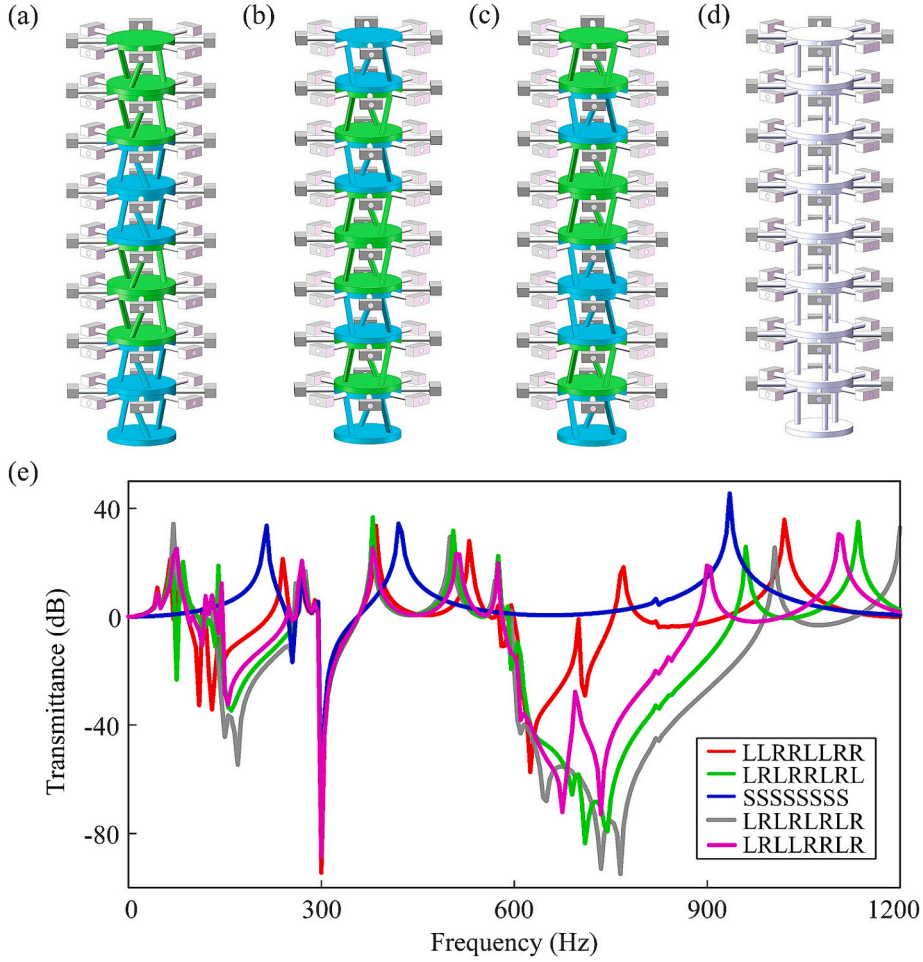 (a) (b) (c) (d)
(e)
40
0
-40
-80
Transmittance (dB)
LLRRLLRR
LRLRRLRL
SSSSSSSS
LRLRLRLR
LRLLRRLR
0 300 600 900 1200
Frequency (Hz)